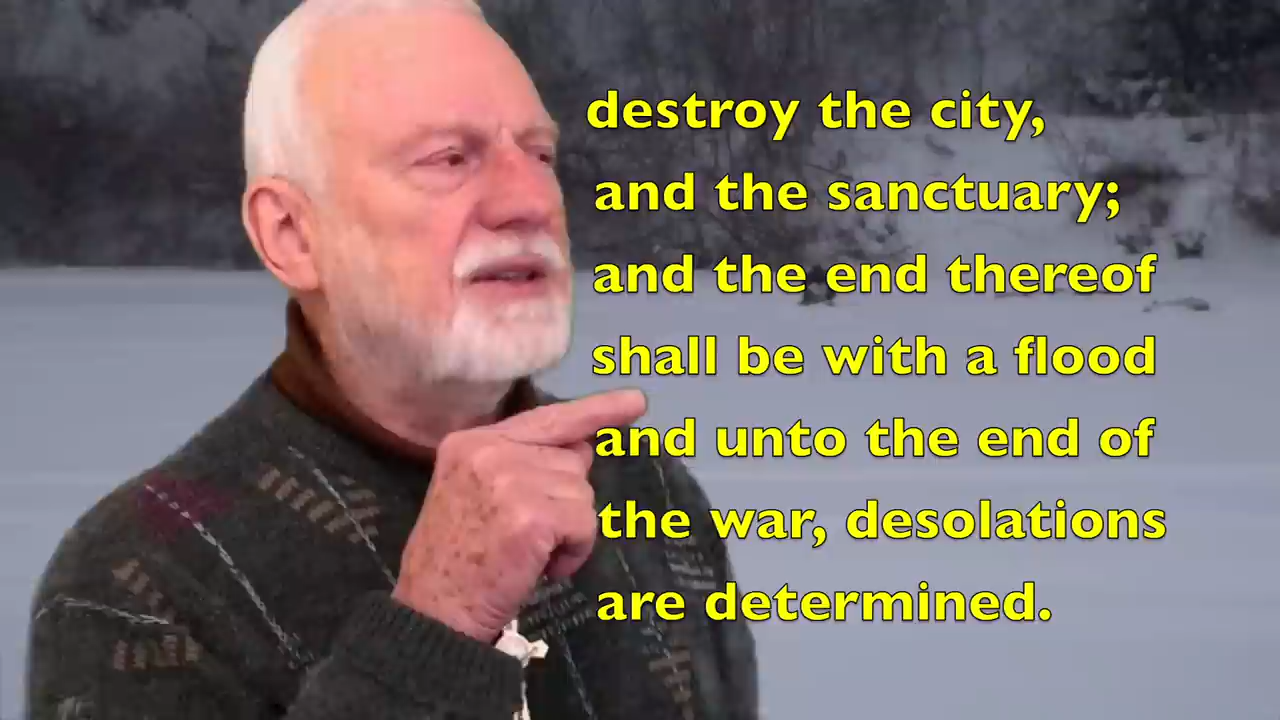 destroy the city,
and the sanctuary;
and the end thereof
shall be with a flood
and unto the end of
the war, desolations
are determined.